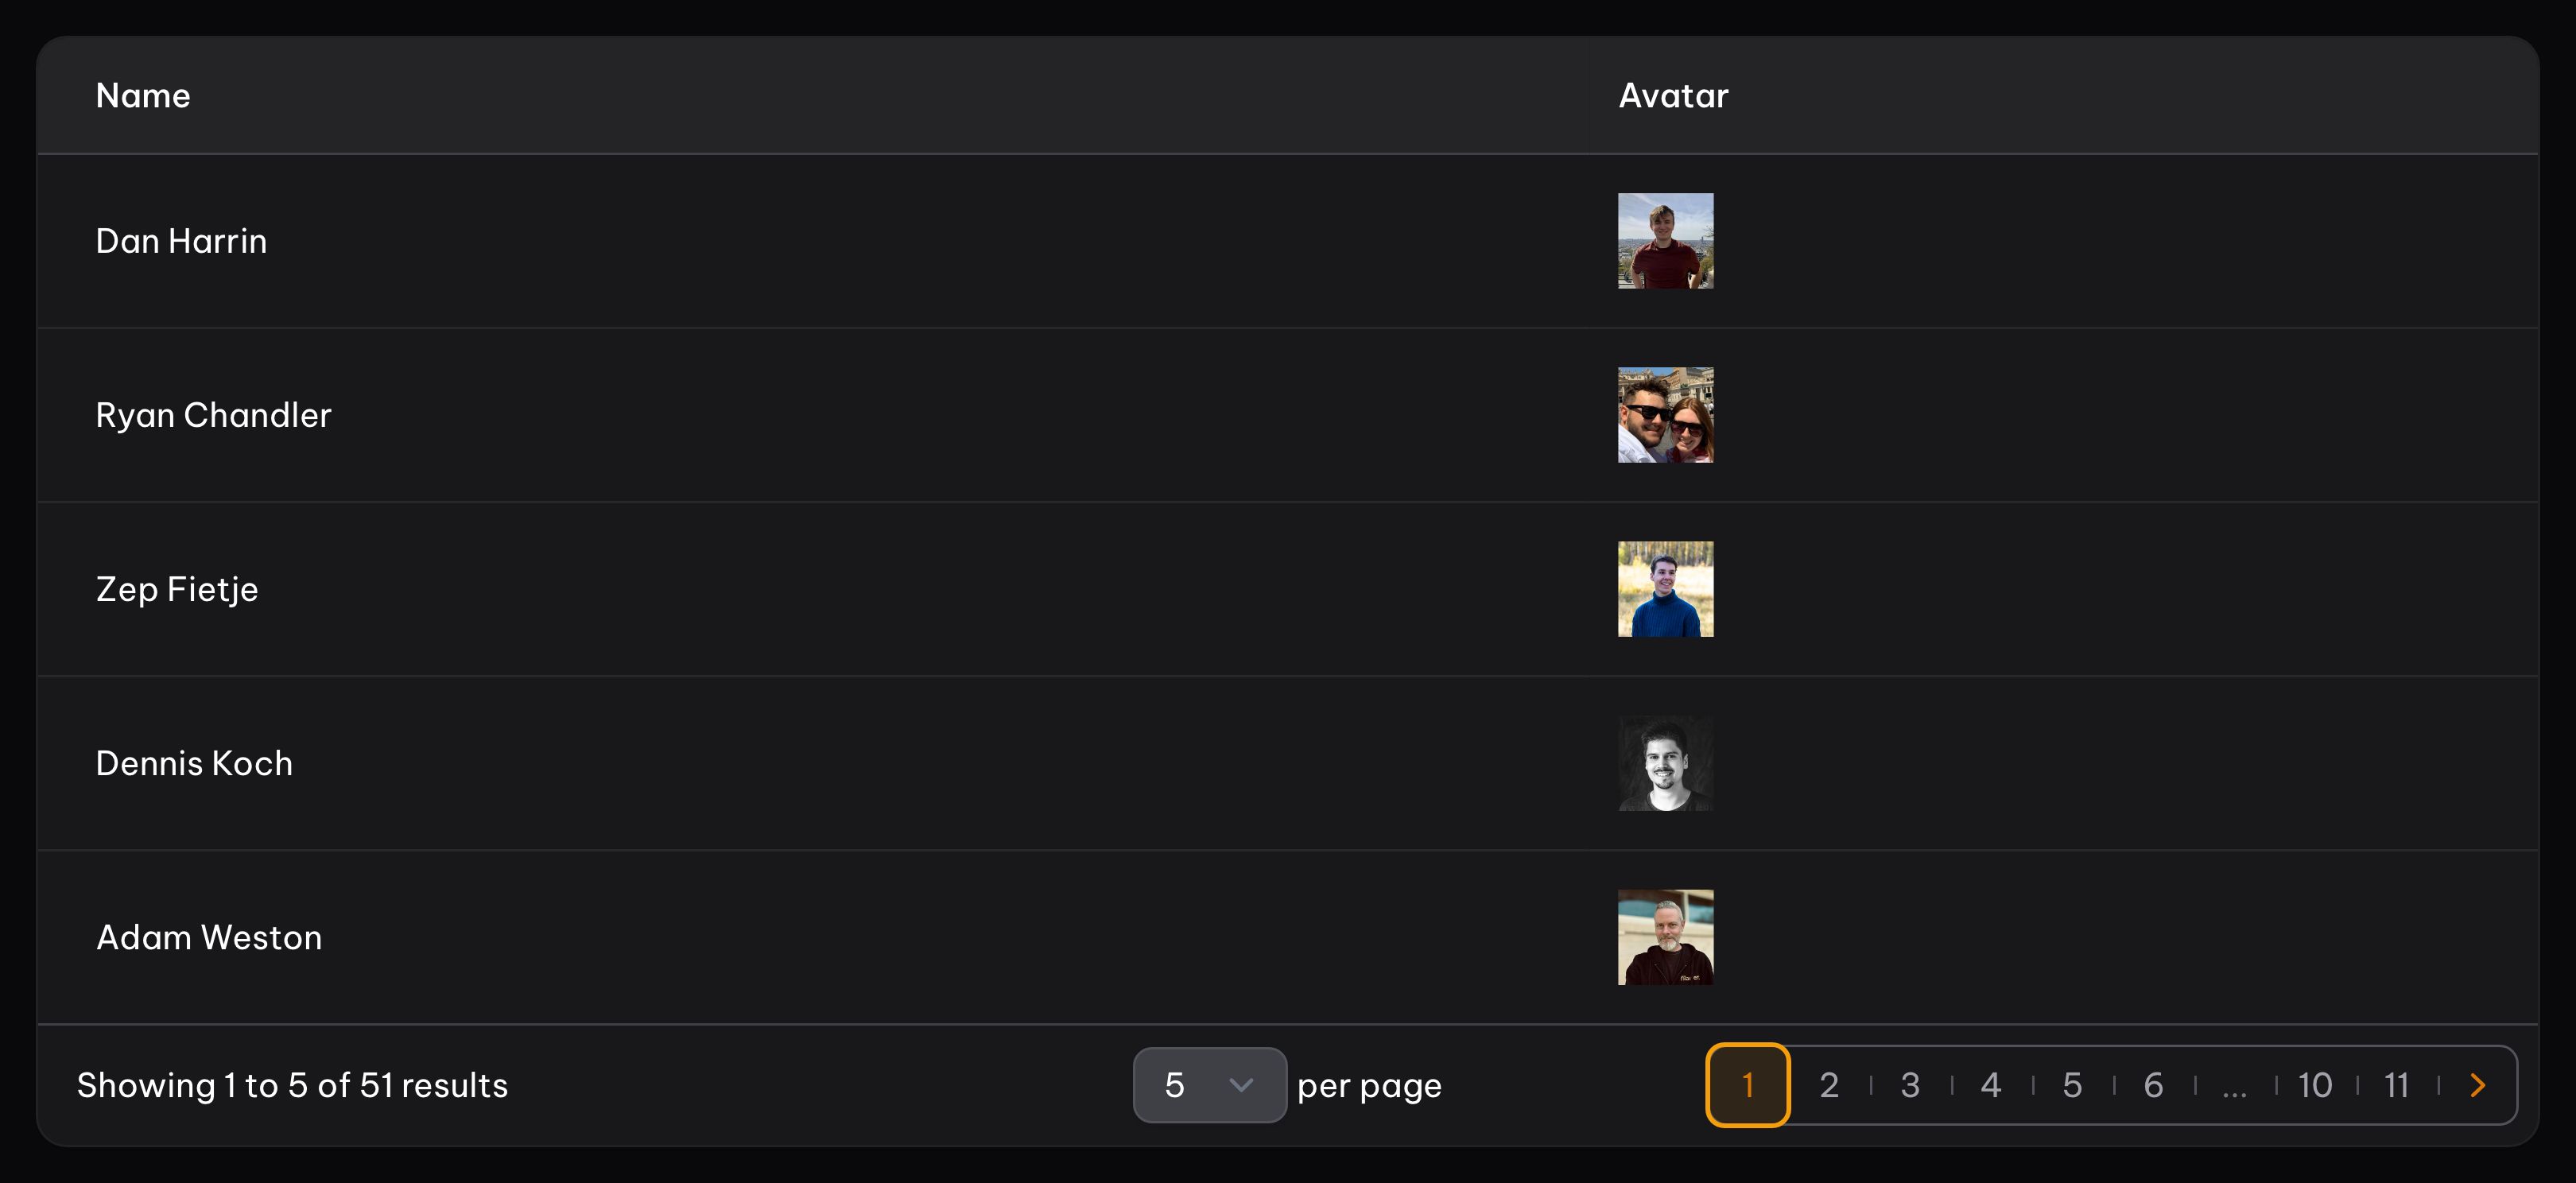 Name Avatar
Dan Harrin
Ryan Chandler
Zep Fietje
Dennis Koch
Adam Weston
Showing 1 to 5 of 51 results 5 per page 1 2 3 4 5 6 ... 10 11